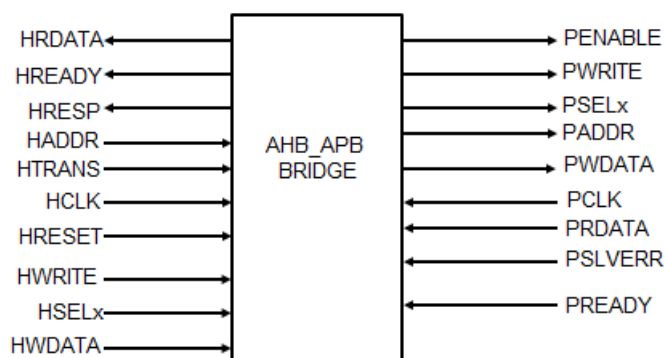 HRDATA
HREADY
HRESP
HADDR
HTRANS
HCLK
HRESET
HWRITE
HSELx
HWDATA
AHB_APB
BRIDGE
PENABLE
PWRITE
PSELx
PADDR
PWDATA
PCLK
PRDATA
PSLVERR
PREADY